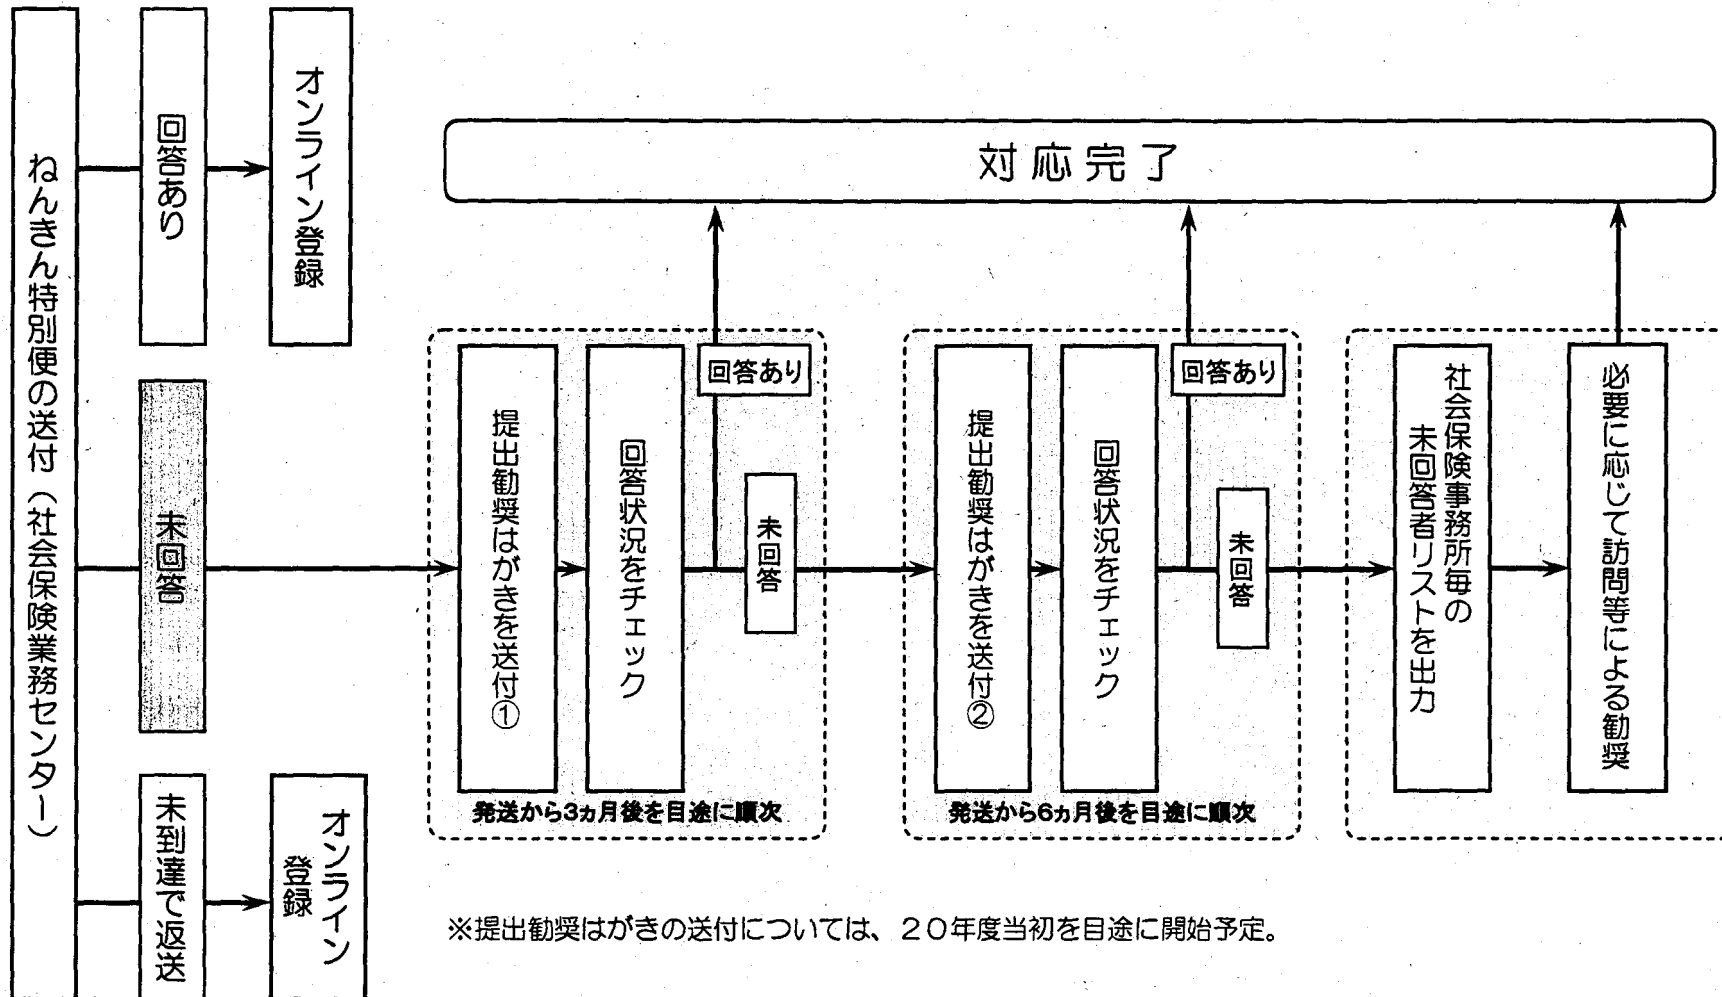 ねんきん特別便の送付（社会保険業務センター）
回答あり
オンライン登録
未回答
未到達で返送
オンライン
登録
対応完了
提出勧奨はがきを送付①
回答状況をチェック
回答あり
未回答
発送から3ヵ月後を目途に順次
提出勧奨はがきを送付②
回答状況をチェック
回答あり
未回答
発送から6ヵ月後を目途に順次
社会保険事務所毎の
未回答者リストを出力
必要に応じて訪問等による勧奨
※提出勧奨はがきの送付については、２０年度当初を目途に開始予定。